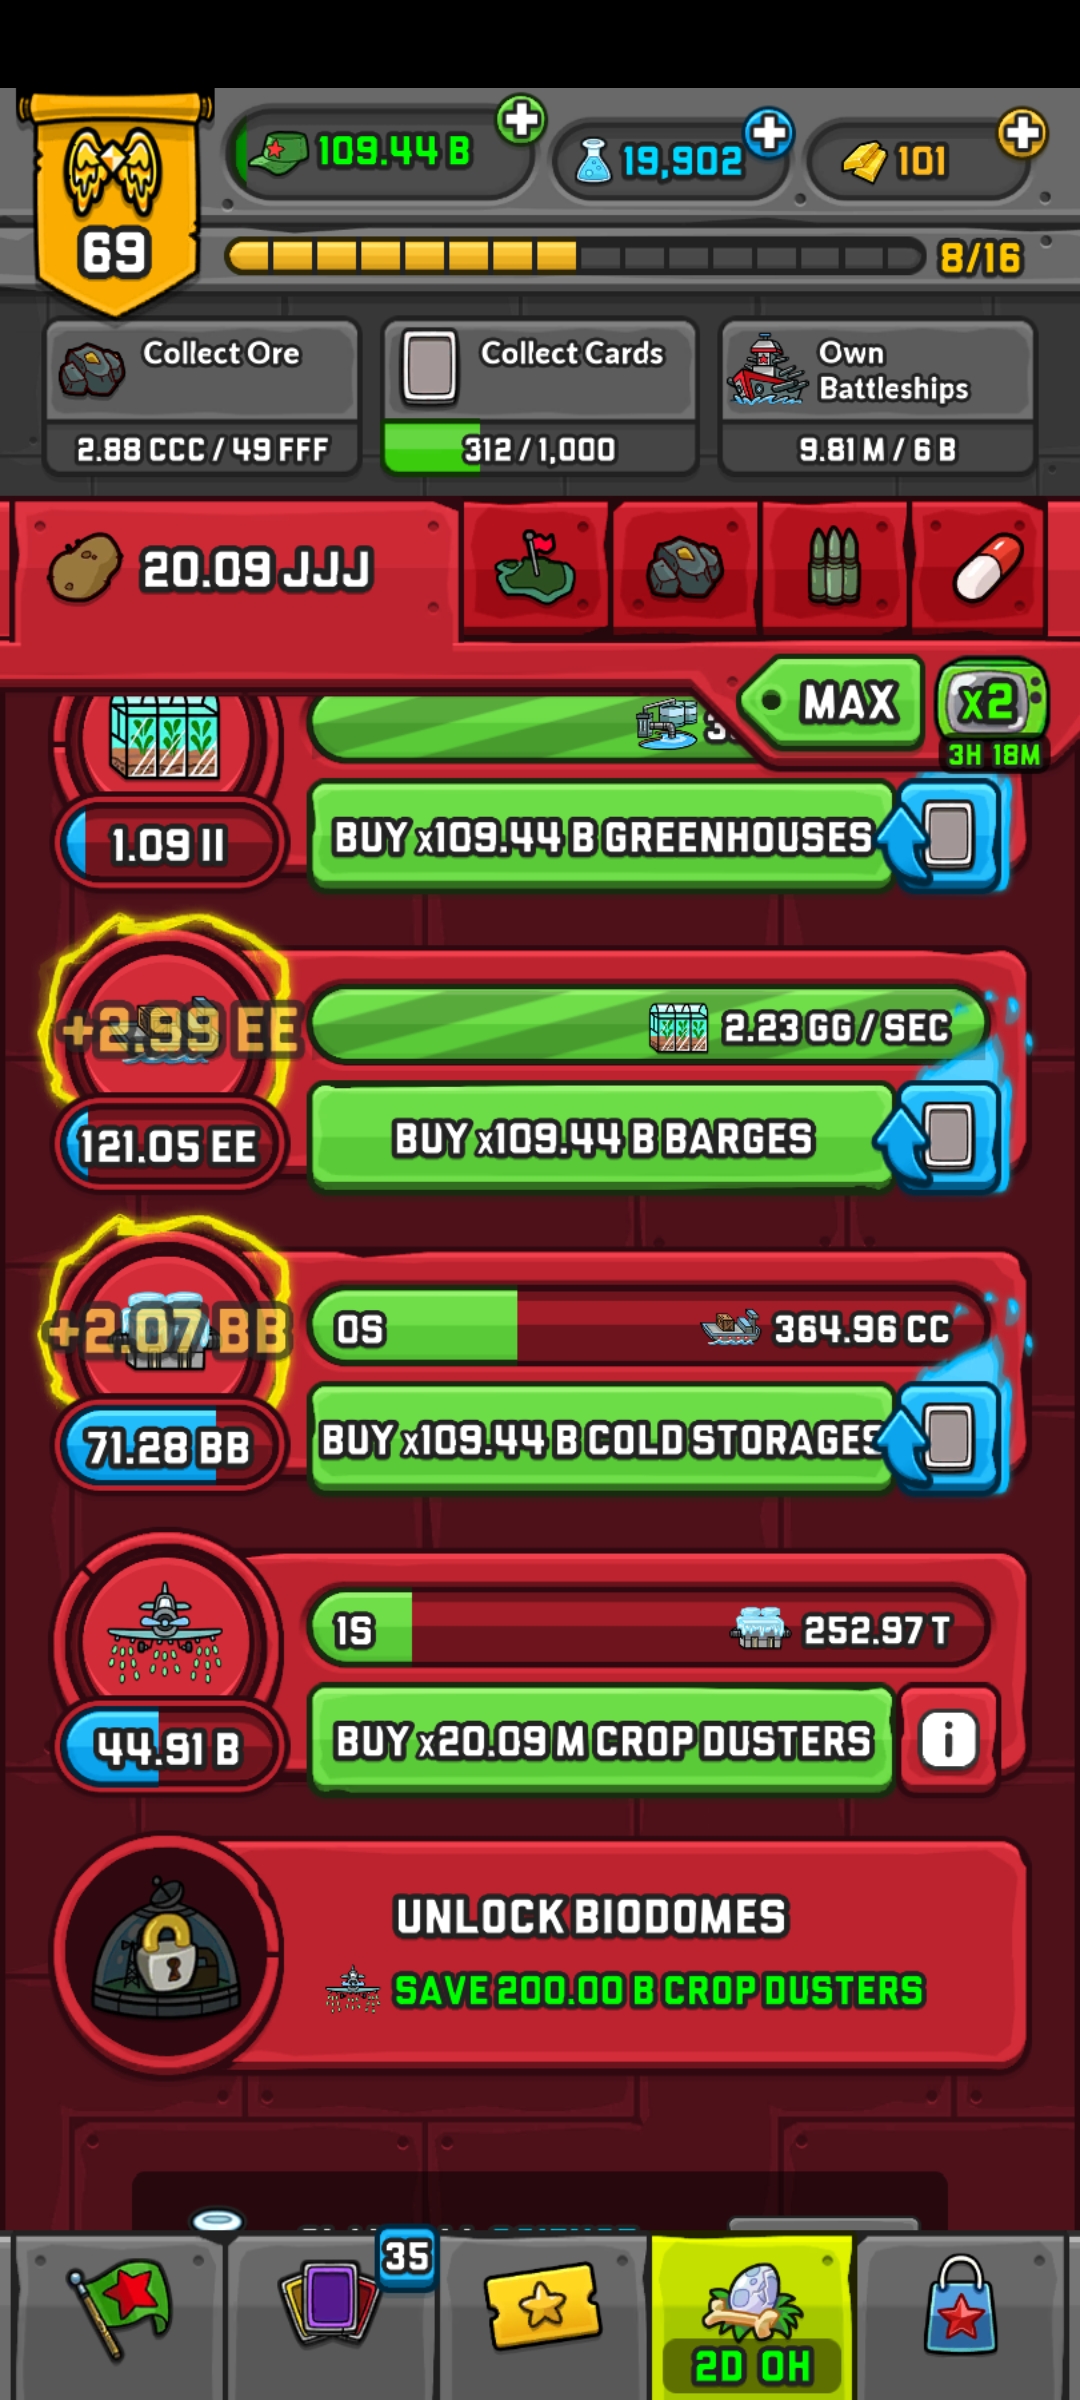 109.44 B
19,902
101
69
8/16
Collect Ore
2.88 CCC / 49 FFF
Collect Cards
312 / 1,000
Own
Battleships
9.81 M / 6 B
20.09 JJJ
MAX
x2
3H 18M
1.09 II
BUY x109.44 B GREENHOUSES
+2.99 EE
2.23 GG / SEC
121.05 EE
BUY x109.44 B BARGES
+2.07 BB
0S
364.96 CC
71.28 BB
BUY x109.44 B COLD STORAGES
1S
252.97 T
44.91 B
BUY x20.09 M CROP DUSTERS
i
UNLOCK BIODOMES
SAVE 200.00 B CROP DUSTERS
35
2D 0H